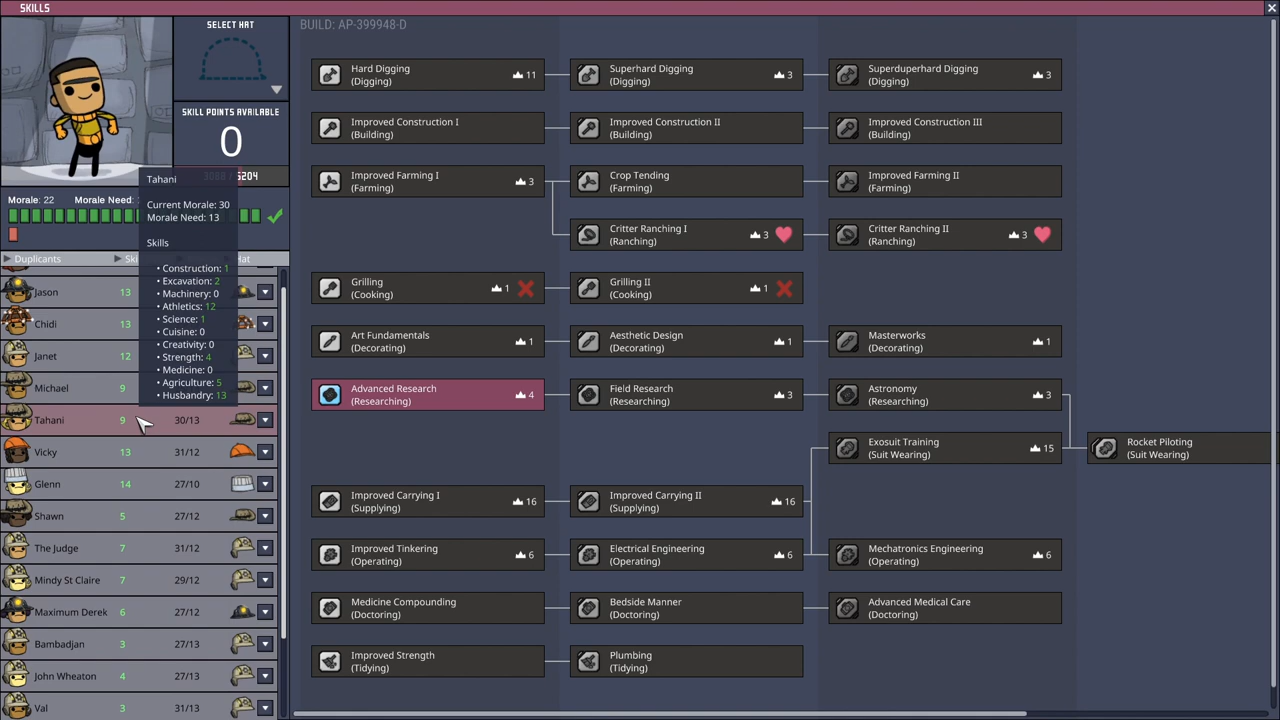 SKILLS
SELECT HAT
SKILL POINTS AVAILABLE
0
Morale: 22 Morale Need:
Duplicants
Jason 13
Chidi 13
Janet 12
Michael 9
Tahani 9 30/13
Vicky 13 31/12
Glenn 14 27/10
Shawn 5 27/12
The Judge 7 31/12
Mindy St Claire 7 29/12
Maximum Derek 6 27/12
Bambadjan 3 27/13
John Wheaton 4 27/13
Val 3 31/13
Tahani
Current Morale: 30
Morale Need: 13
Skills
• Construction: 1
• Excavation: 2
• Machinery: 0
• Athletics: 12
• Science: 1
• Cuisine: 0
• Creativity: 0
• Strength: 4
• Medicine: 0
• Agriculture: 5
• Husbandry: 13
BUILD: AP-399948-D
Hard Digging
(Digging)
11
Superhard Digging
(Digging)
3
Superduperhard Digging
(Digging)
3
Improved Construction I
(Building)
Improved Construction II
(Building)
Improved Construction III
(Building)
Improved Farming I
(Farming)
3
Crop Tending
(Farming)
Improved Farming II
(Farming)
Critter Ranching I
(Ranching)
3
Critter Ranching II
(Ranching)
3
Grilling
(Cooking)
1
Grilling II
(Cooking)
1
Art Fundamentals
(Decorating)
1
Aesthetic Design
(Decorating)
1
Masterworks
(Decorating)
1
Advanced Research
(Researching)
4
Field Research
(Researching)
3
Astronomy
(Researching)
3
Exosuit Training
(Suit Wearing)
15
Rocket Piloting
(Suit Wearing)
Improved Carrying I
(Supplying)
16
Improved Carrying II
(Supplying)
16
Improved Tinkering
(Operating)
6
Electrical Engineering
(Operating)
6
Mechatronics Engineering
(Operating)
6
Medicine Compounding
(Doctoring)
Bedside Manner
(Doctoring)
Advanced Medical Care
(Doctoring)
Improved Strength
(Tidying)
Plumbing
(Tidying)